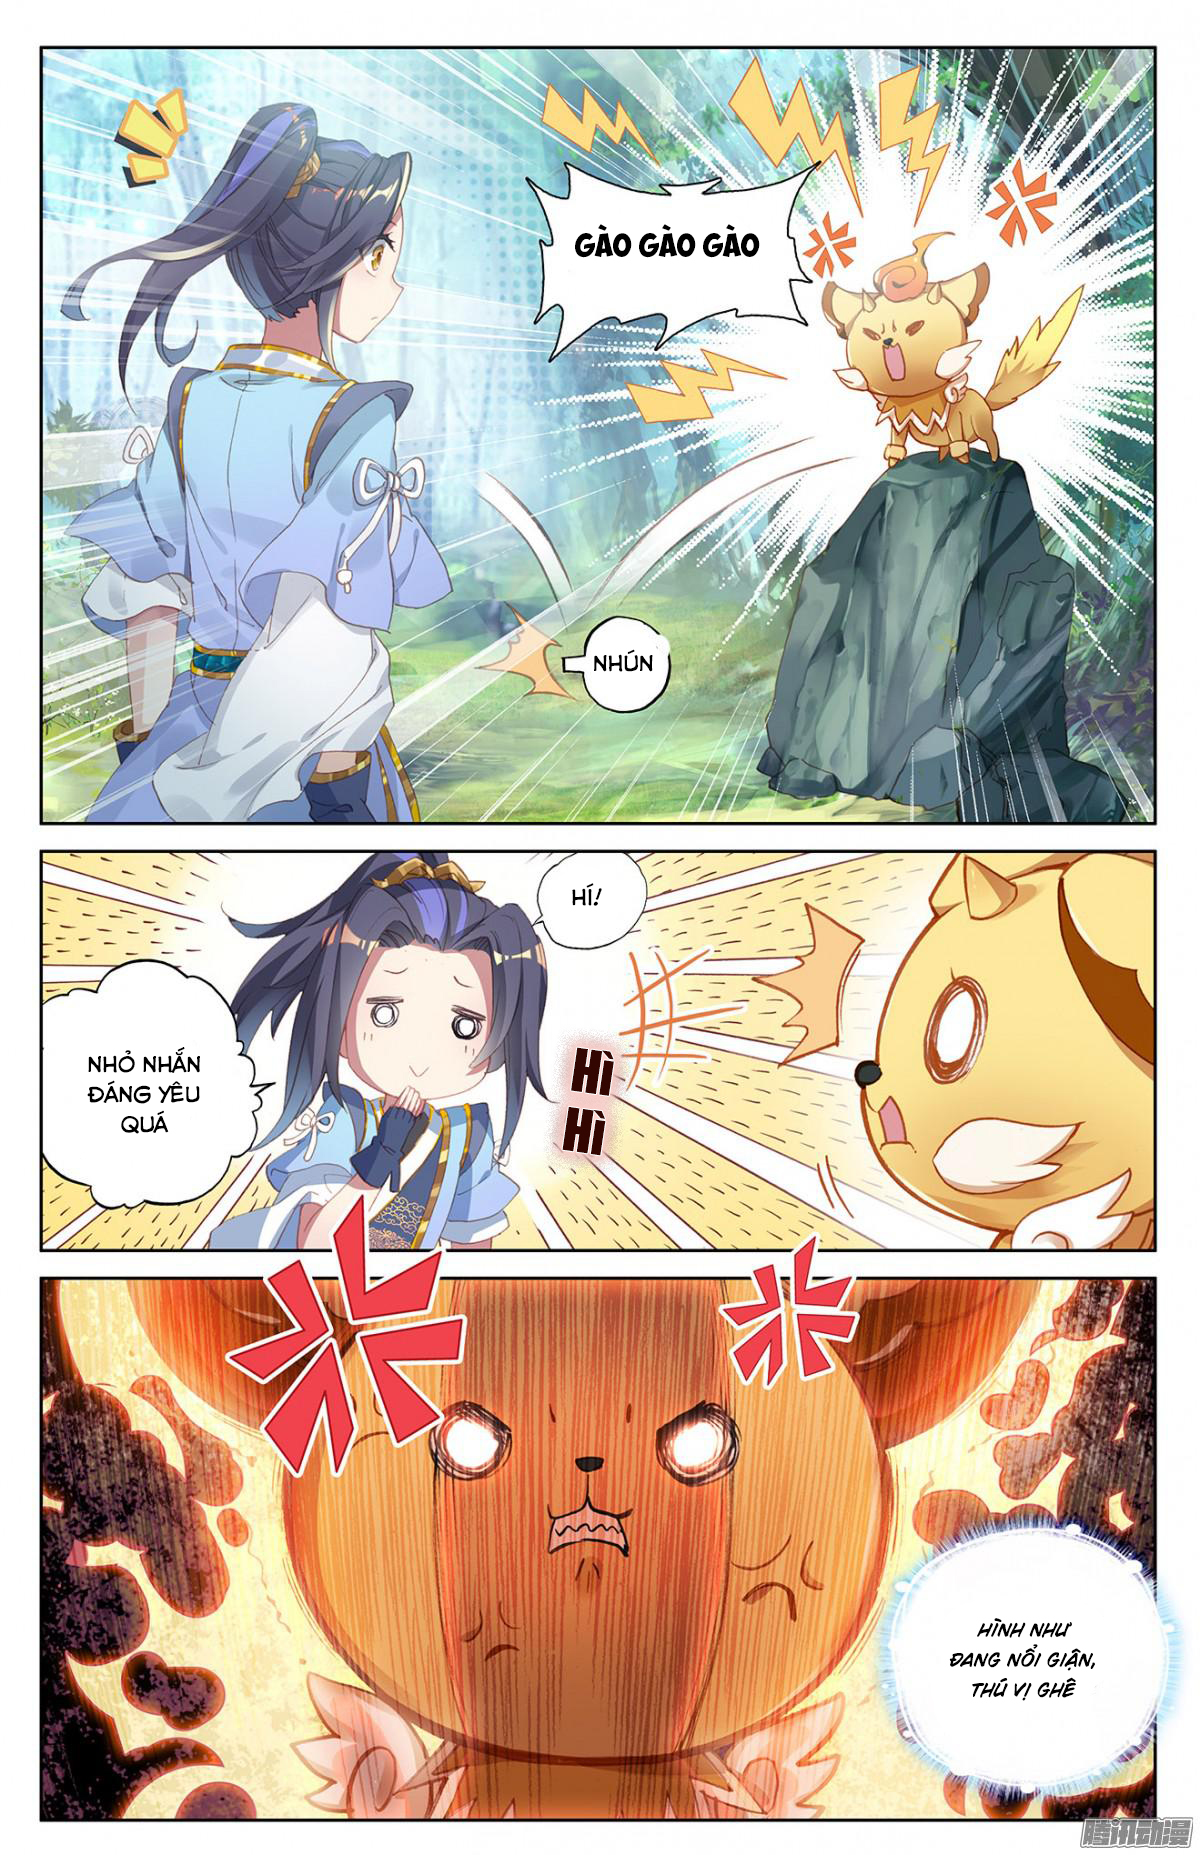 GÀO GÀO GÀO
NHÚN
HÍ!
NHỎ NHẮN
ĐÁNG YÊU
QUÁ
HÌ
HÌ
HÌNH NHƯ
ĐANG NỔI GIẬN,
THÚ VỊ GHÊ
腾讯动漫